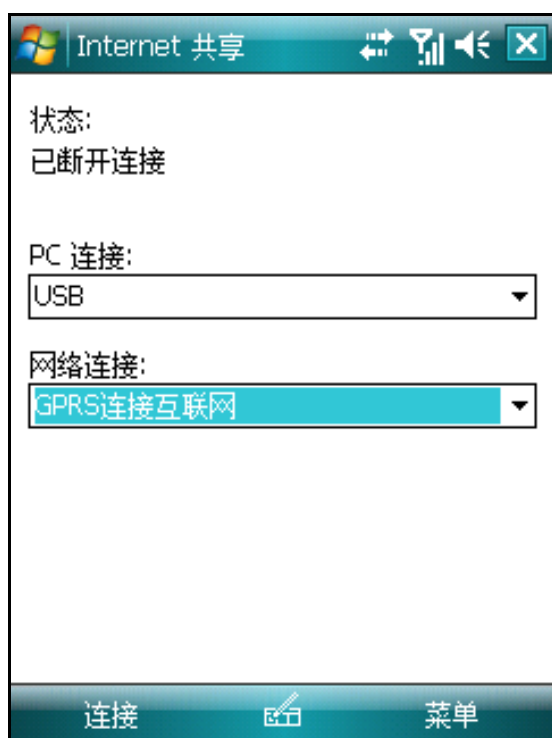 Internet 共享
状态:
已断开连接
PC 连接:
USB
网络连接:
GPRS连接互联网
连接
菜单